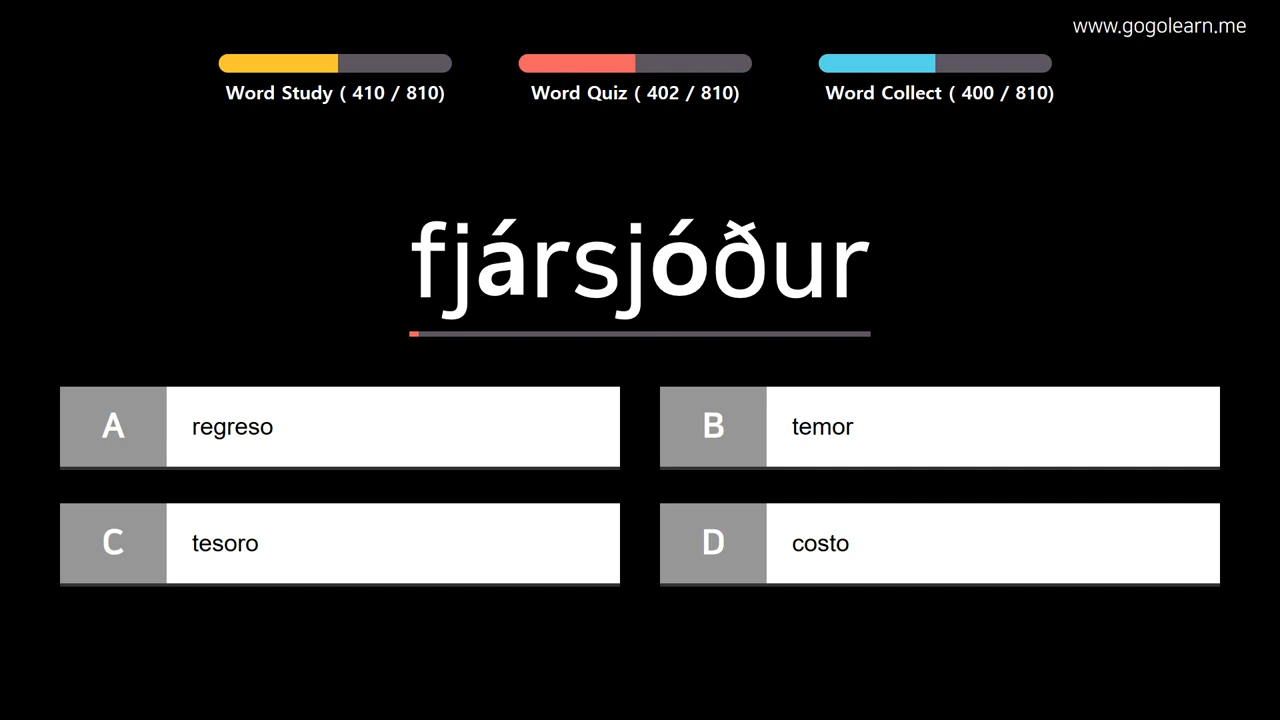 www.gogolearn.me
Word Study ( 410 / 810)
Word Quiz ( 402 / 810)
Word Collect ( 400 / 810)
fjársjóður
A regreso
B temor
C tesoro
D costo